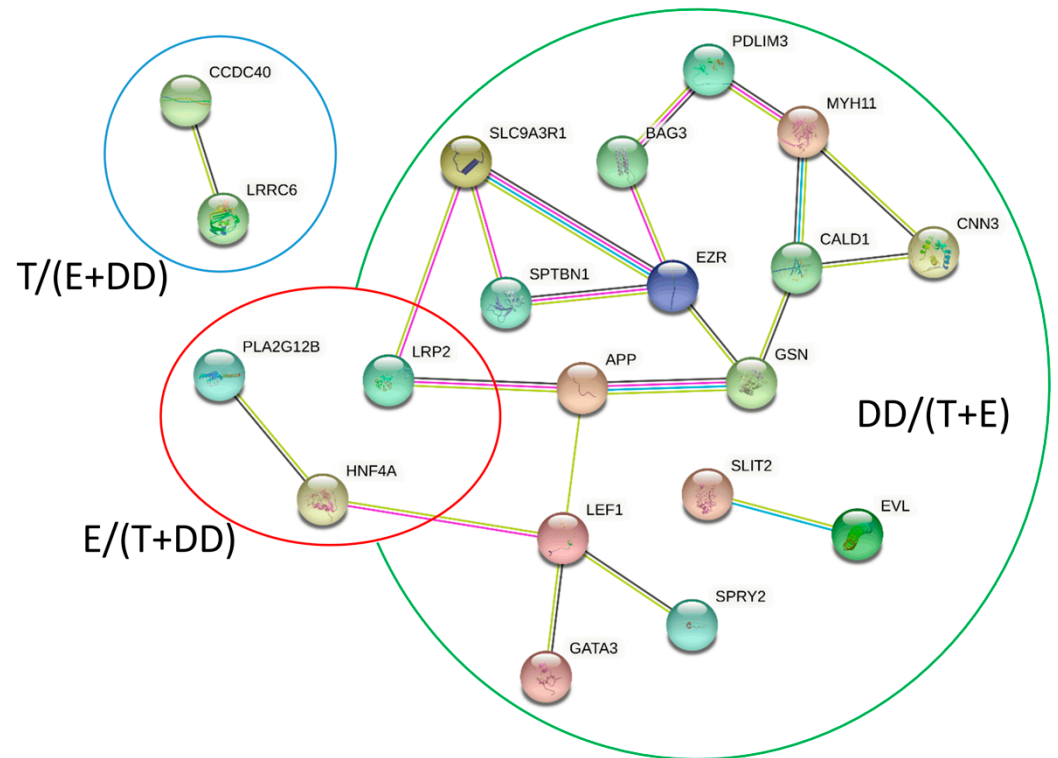 PDLIM3
CCDC40
MYH11
SLC9A3R1
BAG3
LRRC6
CNN3
CALD1
EZR
T/(E+DD)
SPTBN1
PLA2G12B
LRP2
APP
GSN
DD/(T+E)
HNF4A
SLIT2
LEF1
EVL
E/(T+DD)
SPRY2
GATA3